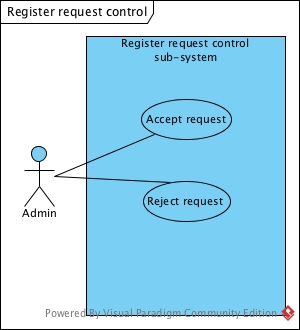 Register request control
Register request control
sub-system
Accept request
Reject request
Admin
Powered By Visual Paradigm Community Edition